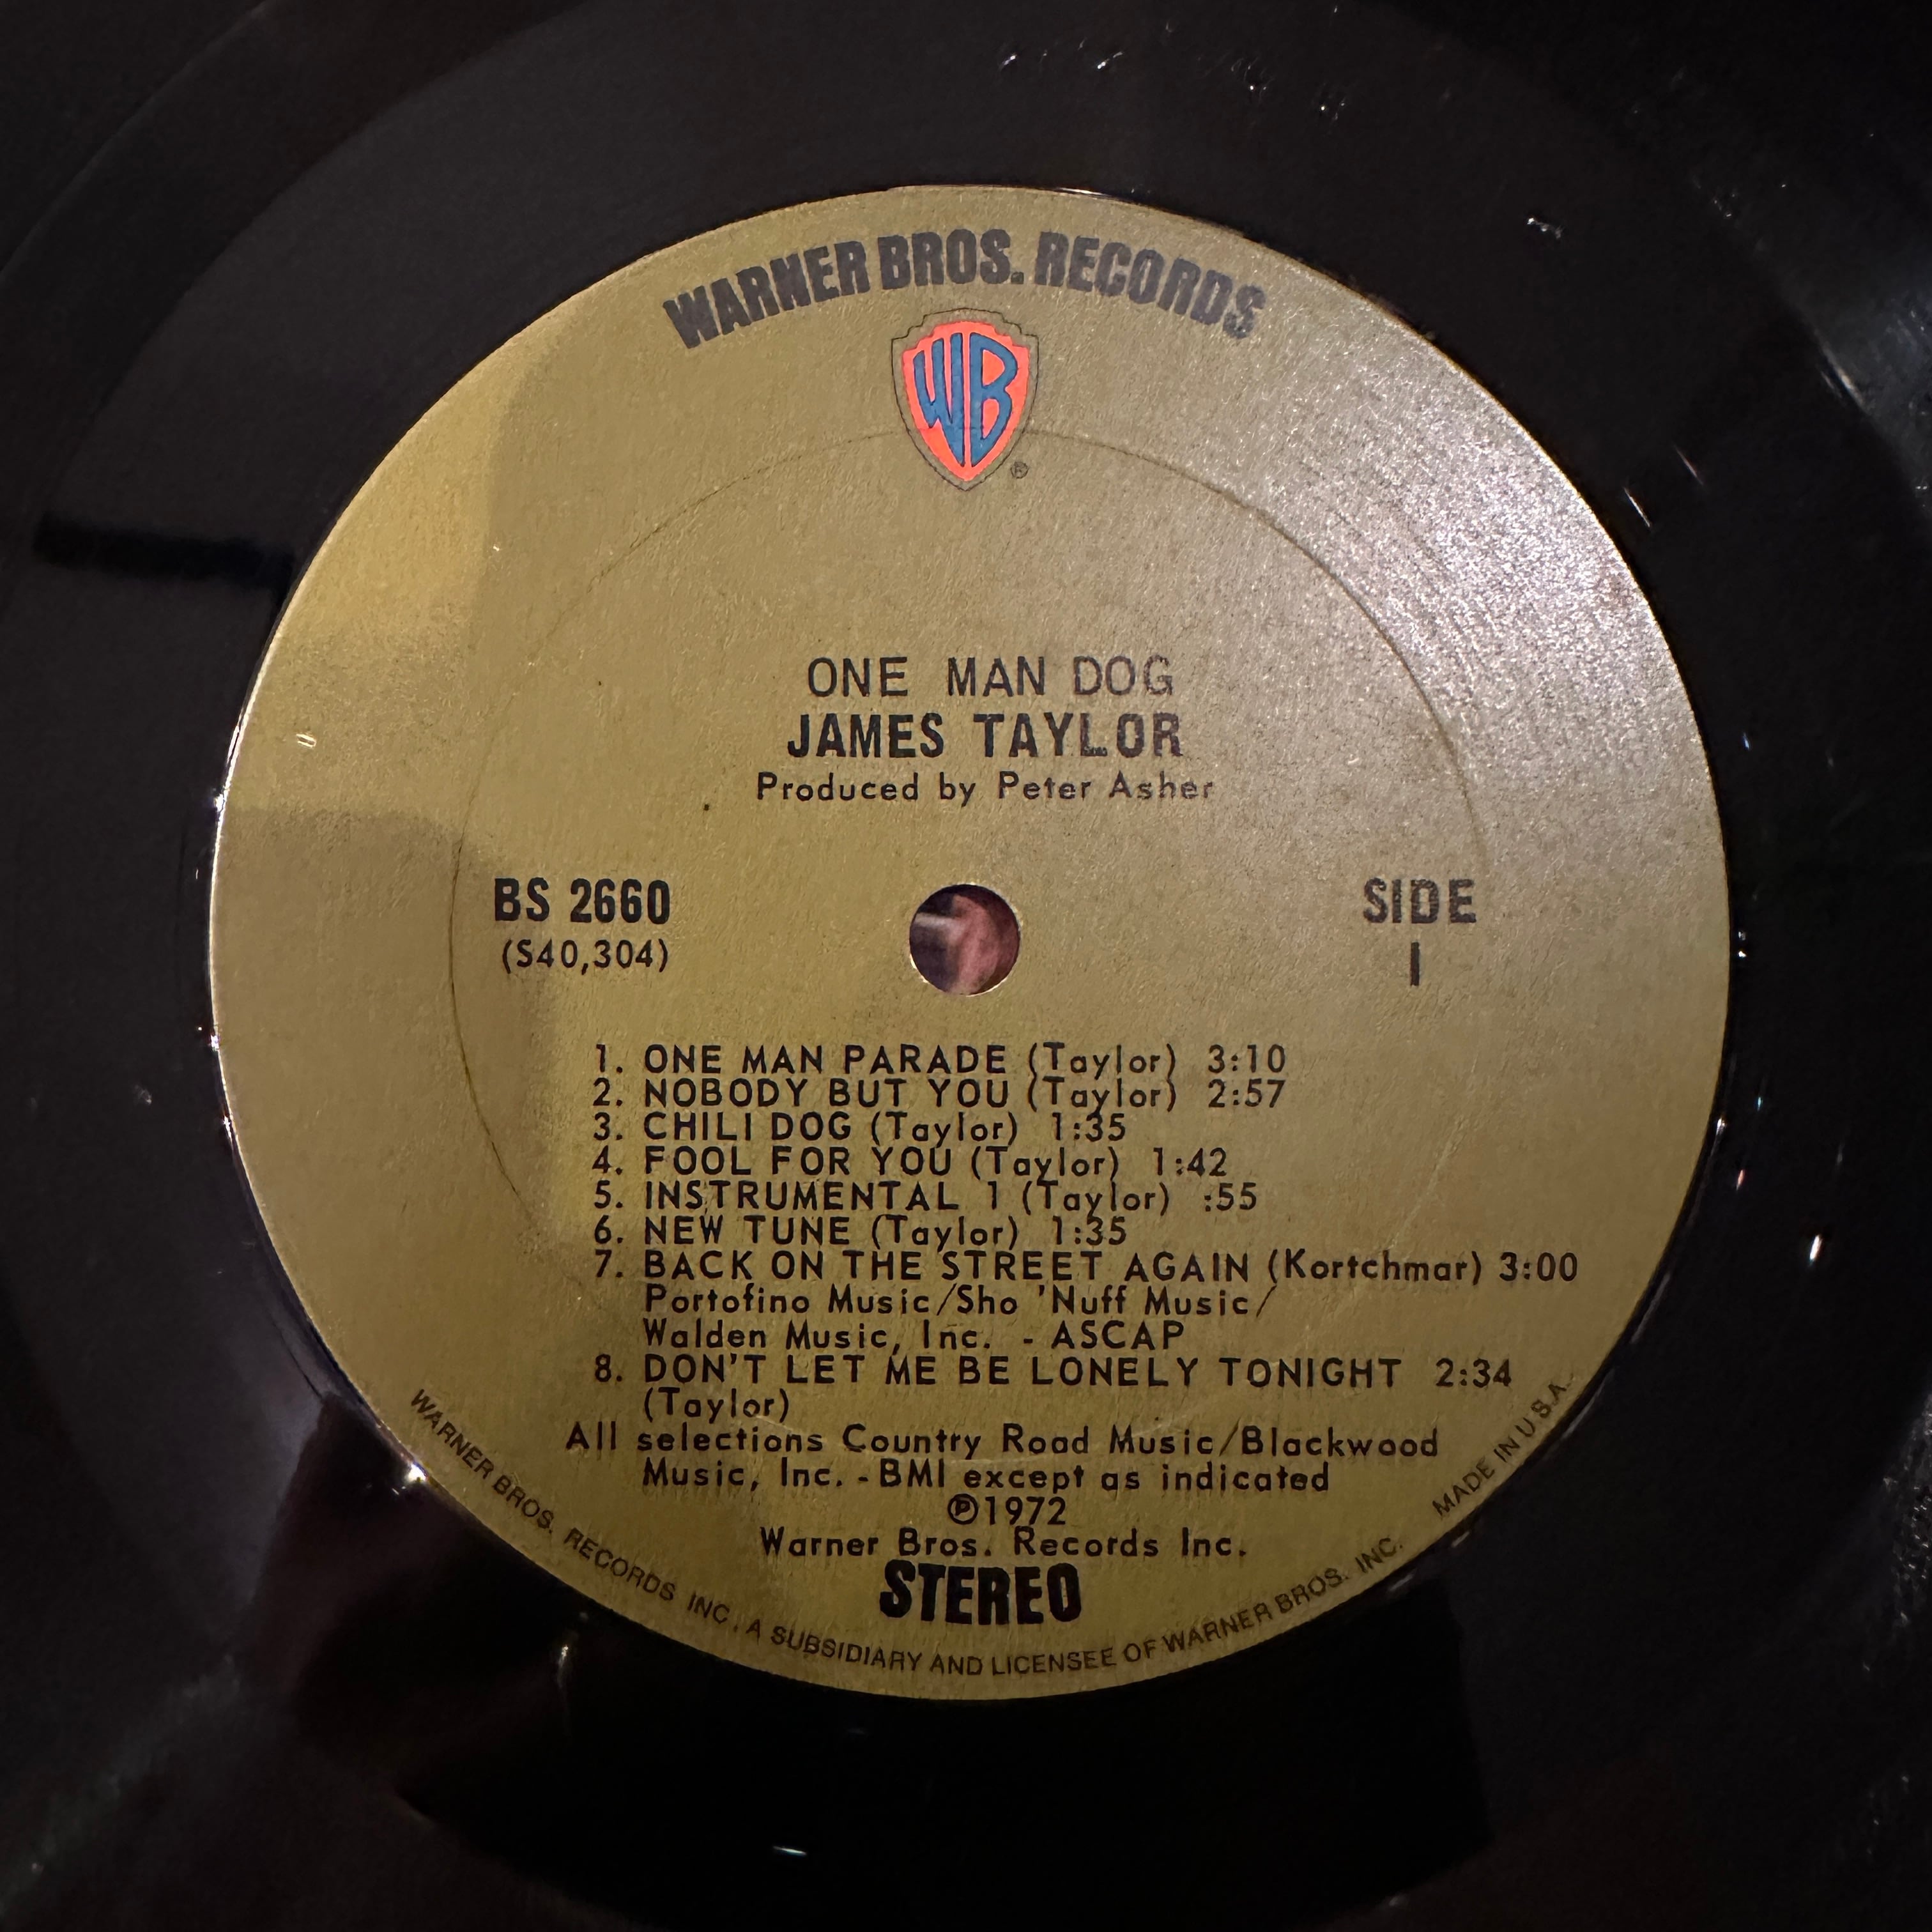 WARNER BROS. RECORDS
WB
®
ONE MAN DOG
JAMES TAYLOR
Produced by Peter Asher
BS 2660
(S40,304)
SIDE
1
1. ONE MAN PARADE (Taylor) 3:10
2. NOBODY BUT YOU (Taylor) 2:57
3. CHILI DOG (Taylor) 1:35
4. FOOL FOR YOU (Taylor) 1:42
5. INSTRUMENTAL 1 (Taylor) :55
6. NEW TUNE (Taylor) 1:35
7. BACK ON THE STREET AGAIN (Kortchmar) 3:00
Portofino Music/Sho 'Nuff Music/
Walden Music, Inc. - ASCAP
8. DON'T LET ME BE LONELY TONIGHT 2:34
(Taylor)
All selections Country Road Music/Blackwood
Music, Inc. - BMI except as indicated
℗1972
Warner Bros. Records Inc.
STEREO
WARNER BROS. RECORDS INC., A SUBSIDIARY AND LICENSEE OF WARNER BROS. INC. MADE IN U.S.A.